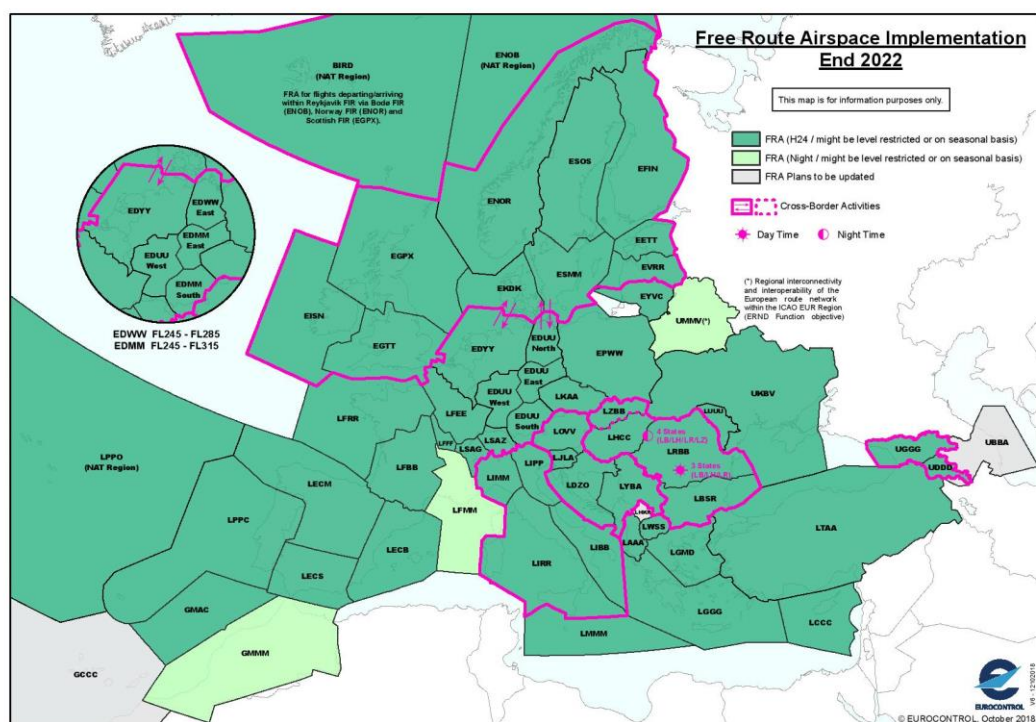 Free Route Airspace Implementation
End 2022
This map is for information purposes only.
FRA (H24 / might be level restricted or on seasonal basis)
FRA (Night / might be level restricted or on seasonal basis)
FRA Plans to be updated
Cross-Border Activities
Day Time
Night Time
(*) Regional interconnectivity
and interoperability of the
European route network
within the ICAO EUR Region
(ERND Function objective)
BIRD
(NAT Region)
FRA for flights departing/arriving
within Reykjavik FIR via Bodø FIR
(ENOB), Norway FIR (ENOR) and
Scottish FIR (EGPX).
ENOB
(NAT Region)
ESOS
EFIN
ENOR
EDYY
EDWW
East
EDMM
East
EDUU
West
EDMM
South
EDWW FL245 - FL285
EDMM FL245 - FL315
EGPX
EETT
EVRR
ESMM
EKDK
EYVC
UMMV(*)
EISN
EGTT
EDYY
EDUU
North
EPWW
EDUU
East
EDUU
West
LKAA
UKBV
LFRR
LFEE
EDUU
South
LOVV
LZBB
LHCC
4 States
(LB/LH/LR/LZ)
LUUU
LFFF
LSAG
LSAZ
LRBB
3 States
UGGG
UBBA
UDDD
LPPO
(NAT Region)
LFBB
LIMM
LIPP
LJLA
LDZO
LYBA
LBSR
LECM
LFMM
LPPC
LWSS
LTAA
LECB
LIRR
LIBB
LAAA
LGMD
LECS
GMAC
LGGG
LCCC
LMMM
GMMM
GCCC
EUROCONTROL
© EUROCONTROL, October 2018